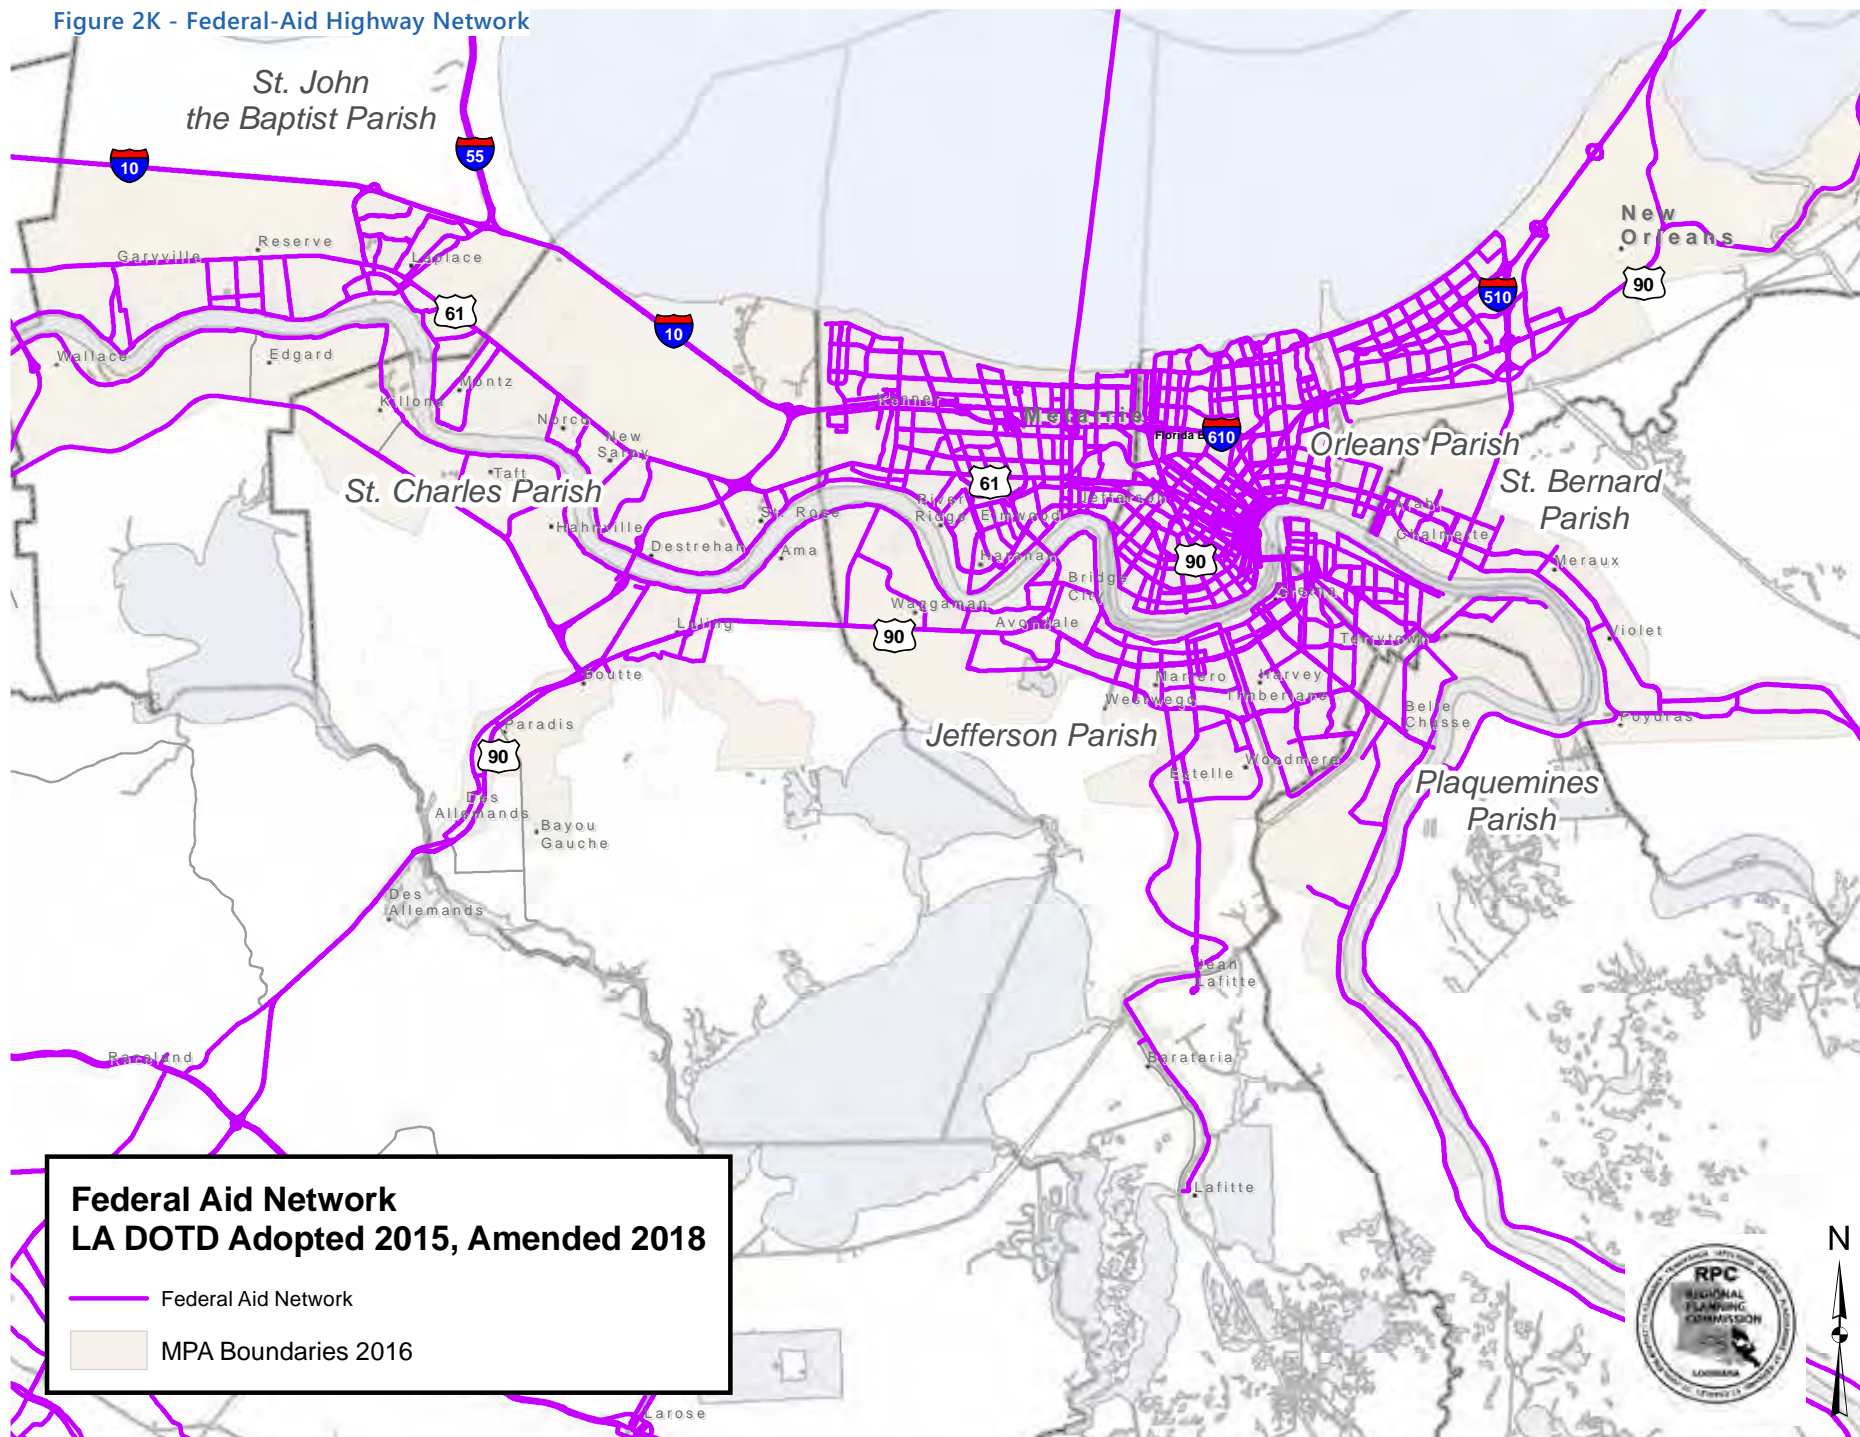 Figure 2K - Federal-Aid Highway Network
St. John
the Baptist Parish
10
55
New
Orleans
Reserve
Garyville
Laplace
90
510
61
10
Wallace
Edgard
Montz
Killona
Kenner
Norco
New
Sarpy
Metairie
Florida B
610
Orleans Parish
Taft
St. Charles Parish
61
St. Bernard
Parish
River
Ridge
Elmwood
Jefferson
Arabi
St. Rose
Hahnville
Chalmette
Destrehan
Ama
Harahan
90
Meraux
Bridge
City
Gretna
Waggaman
Avondale
Luling
90
Terrytown
Violet
Boutte
Marrero
Harvey
Westwego
Timberlane
Belle
Chasse
Poydras
Paradis
Jefferson Parish
90
Estelle
Woodmere
Plaquemines
Parish
Des
Allemands
Bayou
Gauche
Des
Allemands
Jean
Lafitte
Raceland
Barataria
Lafitte
Federal Aid Network
LA DOTD Adopted 2015, Amended 2018
Federal Aid Network
MPA Boundaries 2016
N
RPC
REGIONAL
PLANNING
COMMISSION
LOUISIANA
Larose